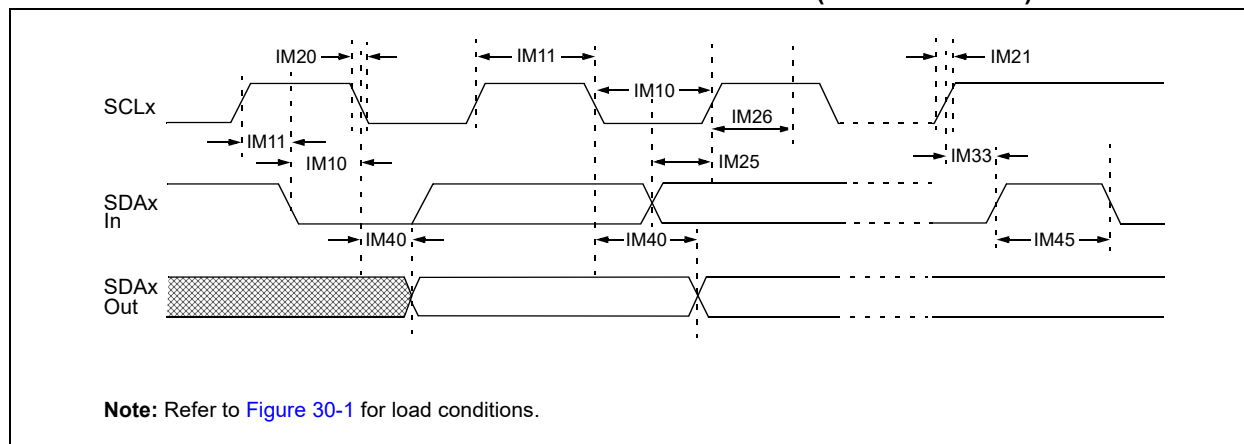 IM20
IM11
IM21
SCLx
IM10
IM26
IM11
IM10
IM25
IM33
SDAx
In
IM40
IM40
IM45
SDAx
Out
Note: Refer to Figure 30-1 for load conditions.